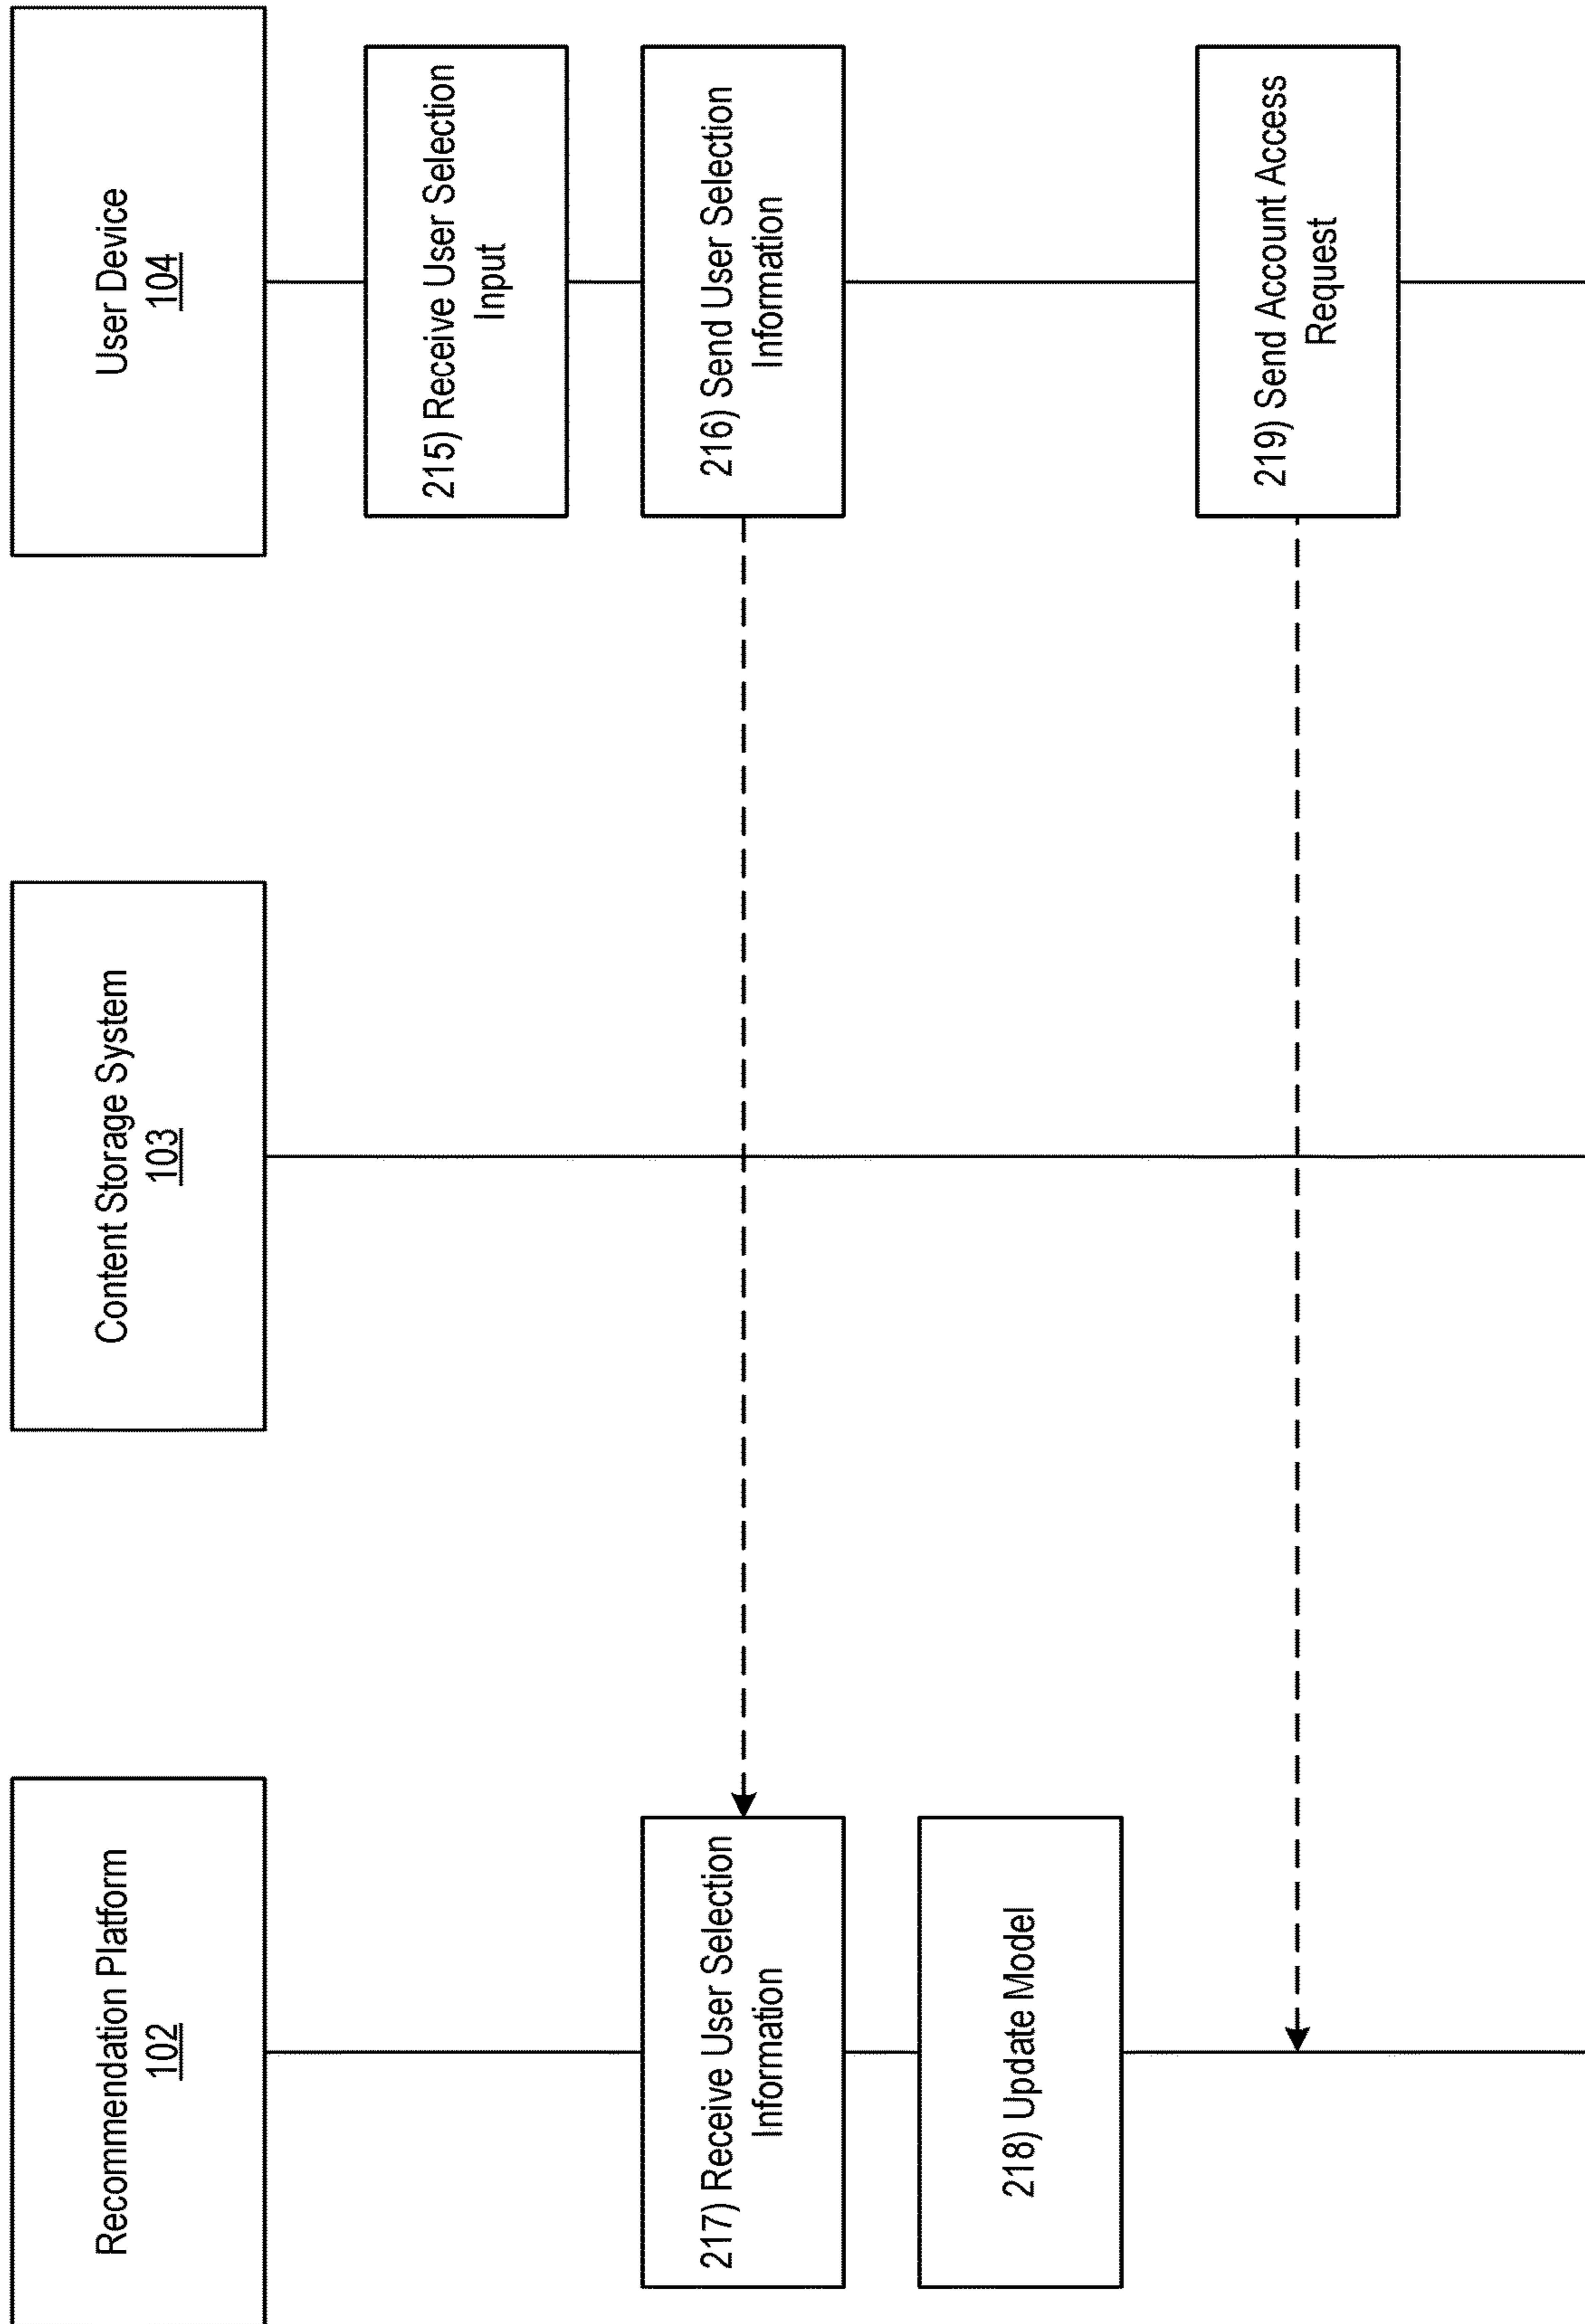 Recommendation Platform
102
Content Storage System
103
User Device
104
215) Receive User Selection
Input
217) Receive User Selection
Information
216) Send User Selection
Information
218) Update Model
219) Send Account Access
Request